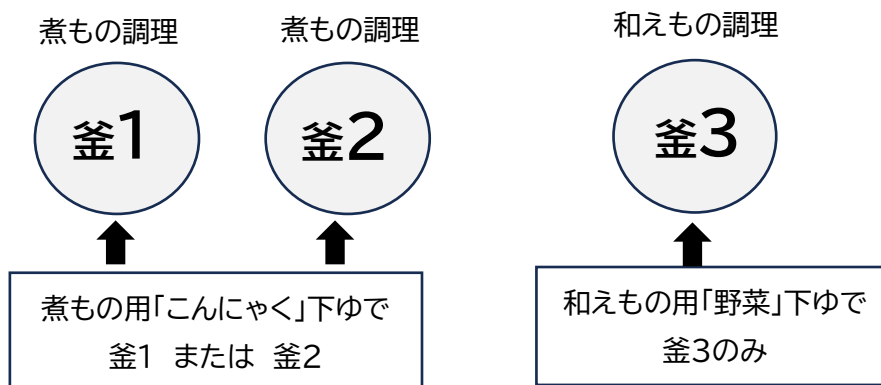 煮もの調理
煮もの調理
和えもの調理
釜1
釜2
釜3
煮もの用「こんにゃく」下ゆで
釜1 または 釜2
和えもの用「野菜」下ゆで
釜3のみ